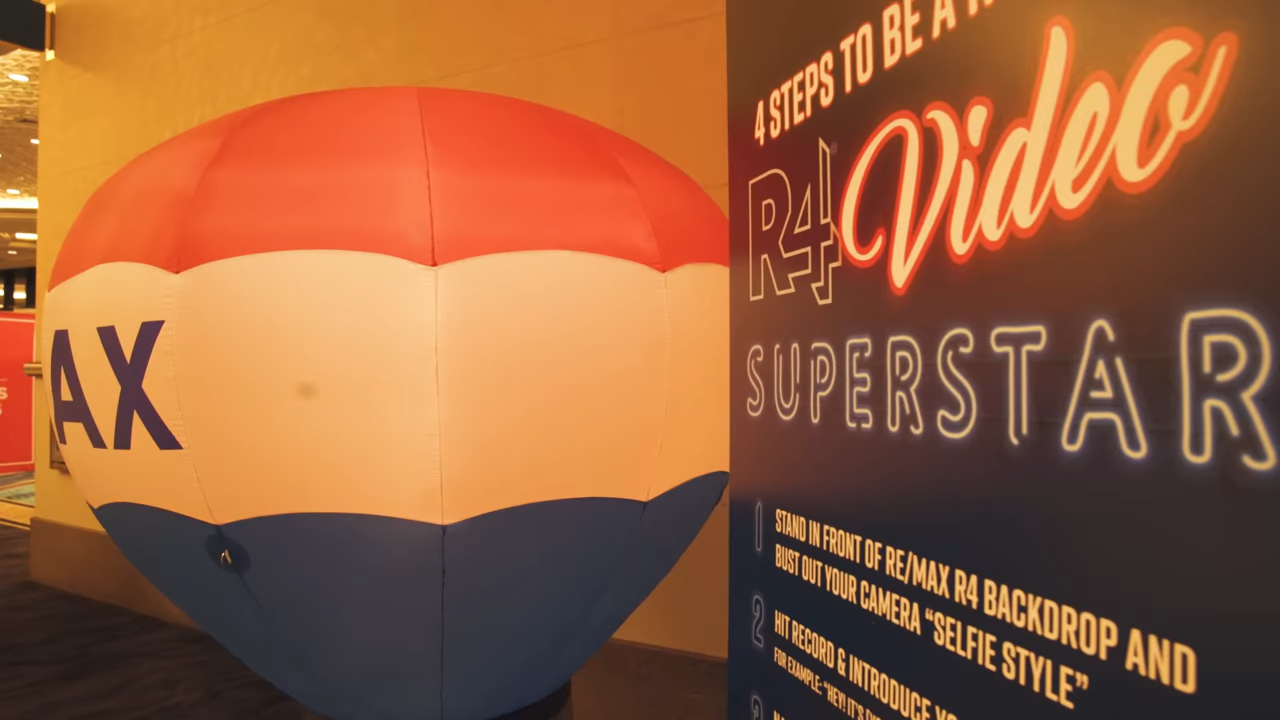 AX
4 STEPS TO BE A
R4 Video
SUPERSTAR
1 STAND IN FRONT OF RE/MAX R4 BACKDROP AND
BUST OUT YOUR CAMERA “SELFIE STYLE”
2 HIT RECORD & INTRODUCE
FOR EXAMPLE: “HEY! IT'S
3